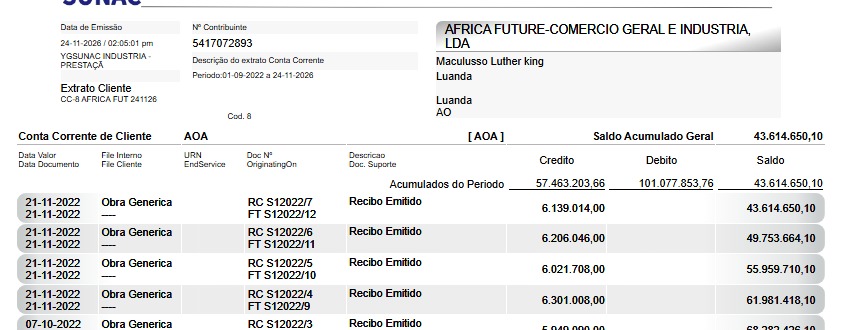 Data de Emissão
24-11-2026 / 02:05:01 pm
YGSUNAC INDUSTRIA -
PRESTAÇÃ
Extrato Cliente
CC-8 AFRICA FUT 241126
Nº Contribuinte
5417072893
Descrição do extrato Conta Corrente
Periodo:01-09-2022 a 24-11-2026
Cod. 8
AFRICA FUTURE-COMERCIO GERAL E INDUSTRIA,
LDA
Maculusso Luther king
Luanda
Luanda
AO
Conta Corrente de Cliente AOA [ AOA ] Saldo Acumulado Geral 43.614.650,10
Data Valor File Interno URN Doc Nº Descricao Credito Debito Saldo
Data Documento File Cliente EndService OriginatingOn Doc. Suporte
Acumulados do Periodo 57.463.203,66 101.077.853,76 43.614.650,10
21-11-2022 Obra Generica RC S12022/7 Recibo Emitido 6.139.014,00 43.614.650,10
21-11-2022 ---- FT S12022/12
21-11-2022 Obra Generica RC S12022/6 Recibo Emitido 6.206.046,00 49.753.664,10
21-11-2022 ---- FT S12022/11
21-11-2022 Obra Generica RC S12022/5 Recibo Emitido 6.021.708,00 55.959.710,10
21-11-2022 ---- FT S12022/10
21-11-2022 Obra Generica RC S12022/4 Recibo Emitido 6.301.008,00 61.981.418,10
21-11-2022 ---- FT S12022/9
07-10-2022 Obra Generica RC S12022/3 Recibo Emitido